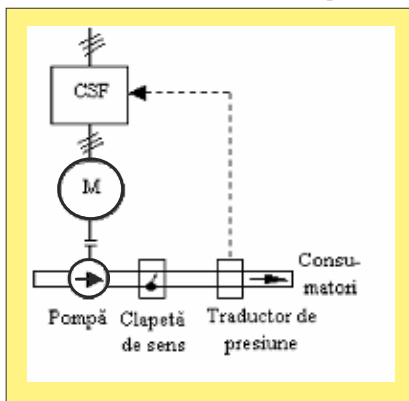 CSF
M
Consu-
matori
Pompă
Clapetă
de sens
Traductor de
presiune